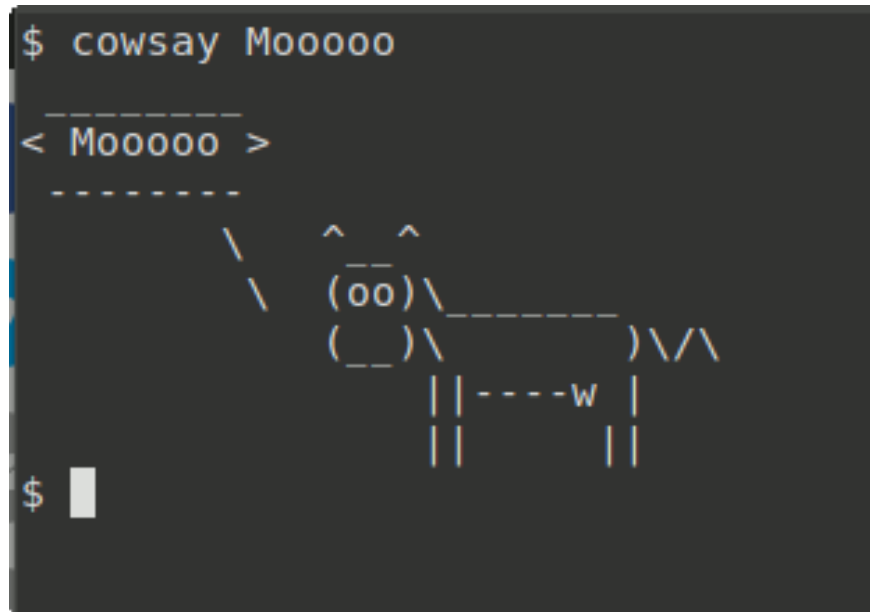 $ cowsay Mooooo
 ________
< Mooooo >
 --------
        \   ^__^
         \  (oo)\_______
            (__)\       )\/\
                ||----w |
                ||     ||
$